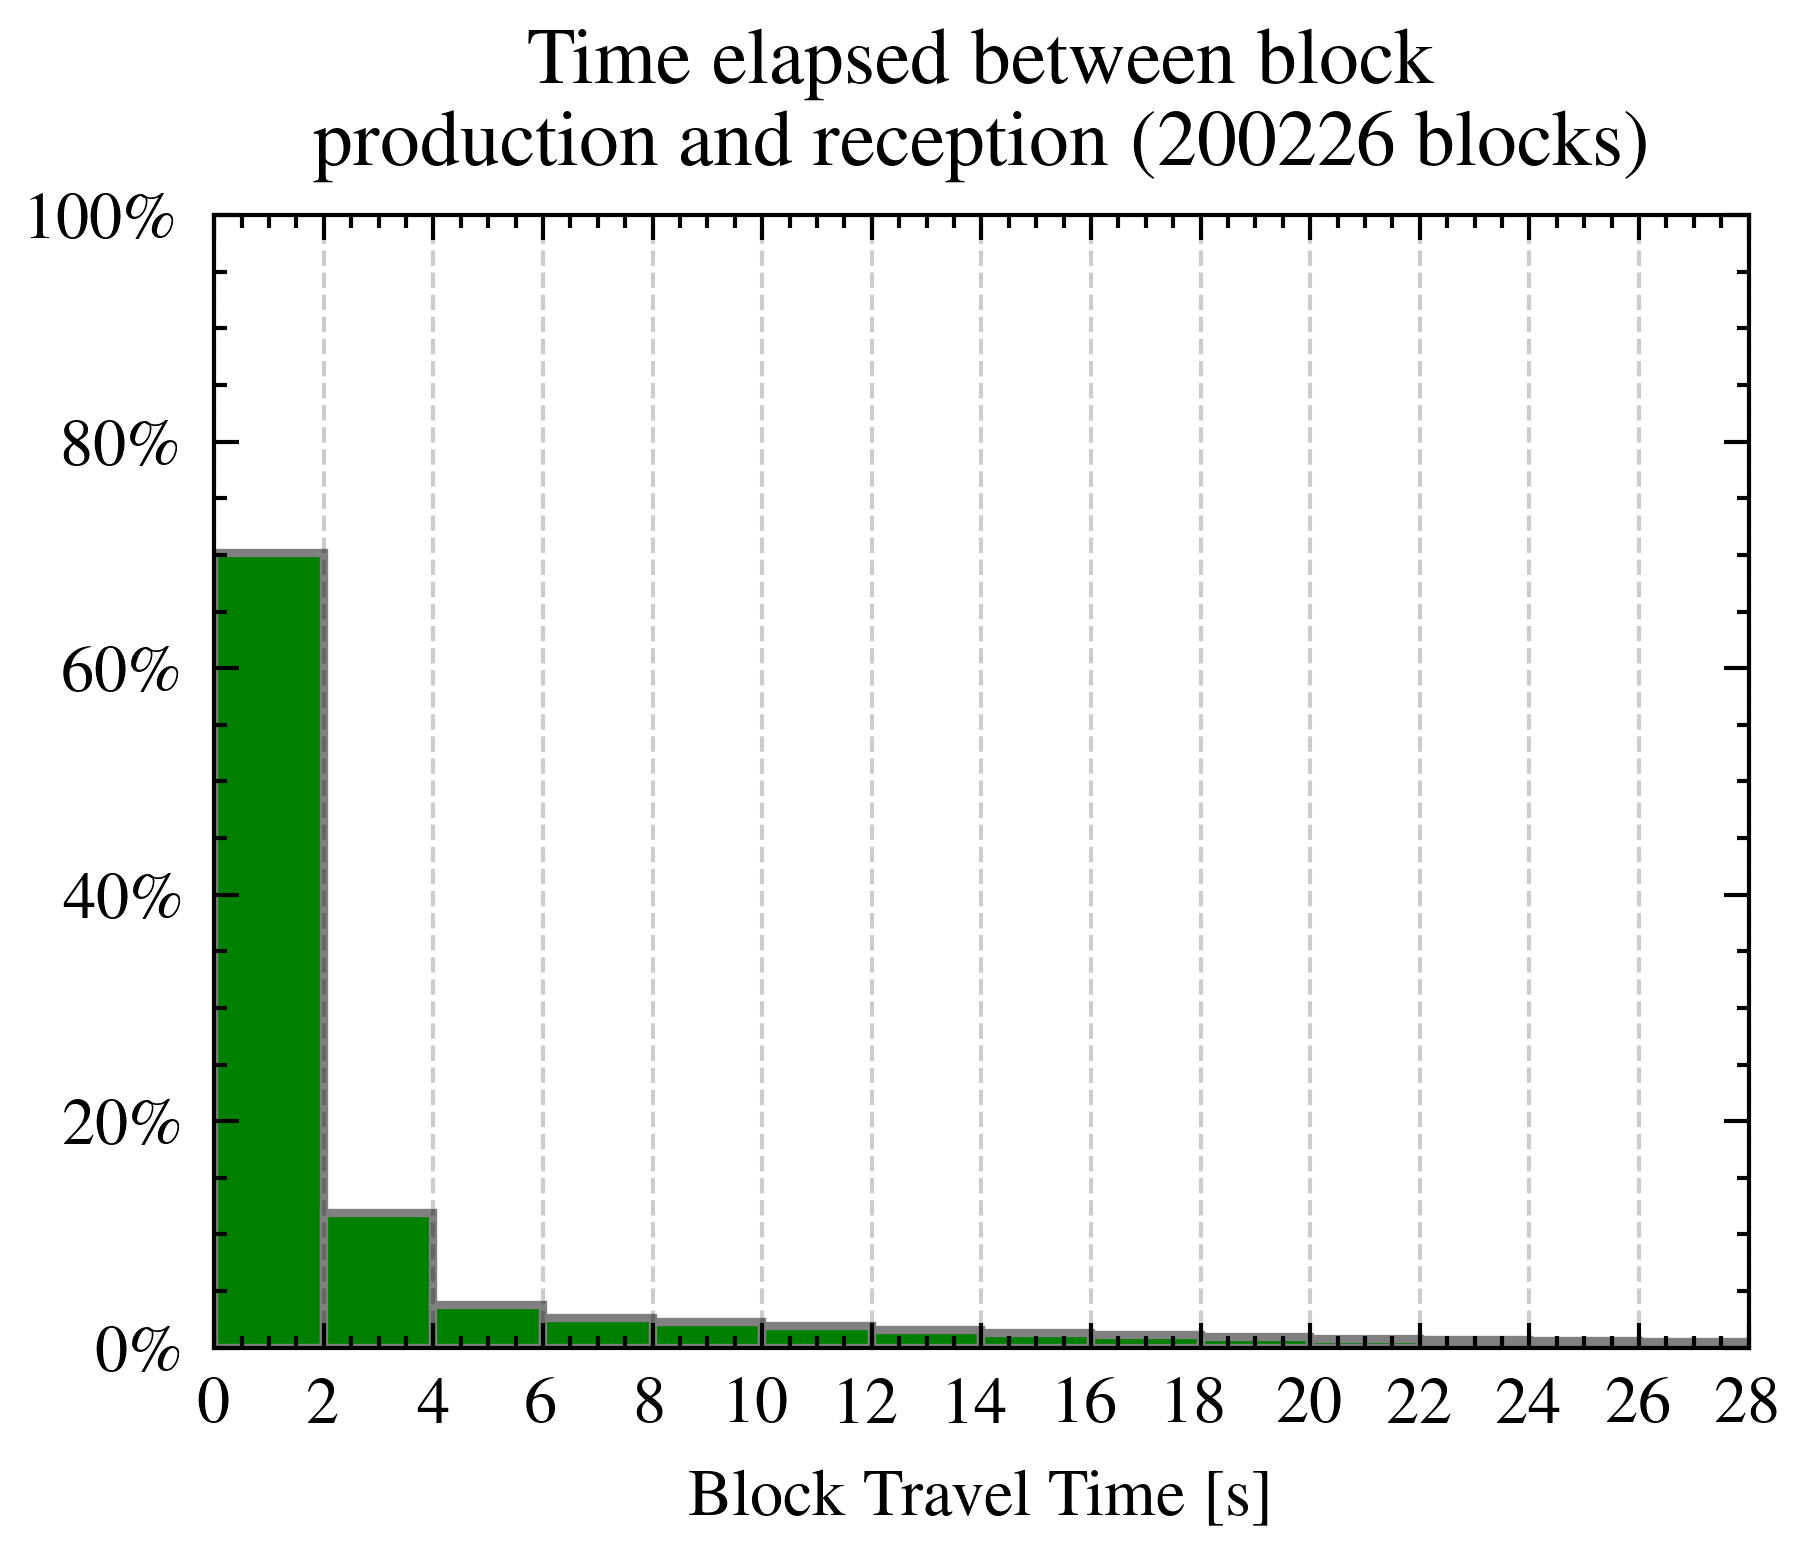 Time elapsed between block
production and reception (200226 blocks)
100%
80%
60%
40%
20%
0%
0 2 4 6 8 10 12 14 16 18 20 22 24 26 28
Block Travel Time [s]